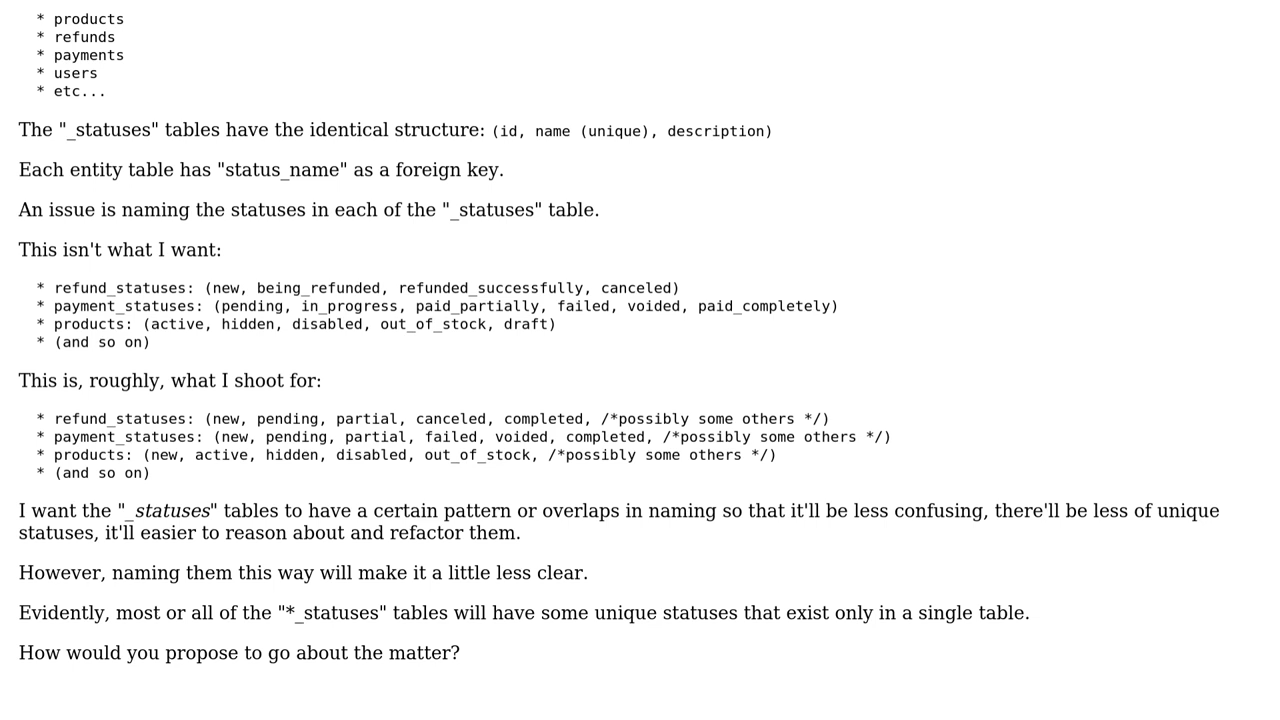 * products
* refunds
* payments
* users
* etc...
The "_statuses" tables have the identical structure: (id, name (unique), description)
Each entity table has "status_name" as a foreign key.
An issue is naming the statuses in each of the "_statuses" table.
This isn't what I want:
* refund_statuses: (new, being_refunded, refunded_successfully, canceled)
* payment_statuses: (pending, in_progress, paid_partially, failed, voided, paid_completely)
* products: (active, hidden, disabled, out_of_stock, draft)
* (and so on)
This is, roughly, what I shoot for:
* refund_statuses: (new, pending, partial, canceled, completed, /*possibly some others */)
* payment_statuses: (new, pending, partial, failed, voided, completed, /*possibly some others */)
* products: (new, active, hidden, disabled, out_of_stock, /*possibly some others */)
* (and so on)
I want the "_statuses" tables to have a certain pattern or overlaps in naming so that it'll be less confusing, there'll be less of unique
statuses, it'll easier to reason about and refactor them.
However, naming them this way will make it a little less clear.
Evidently, most or all of the "*_statuses" tables will have some unique statuses that exist only in a single table.
How would you propose to go about the matter?